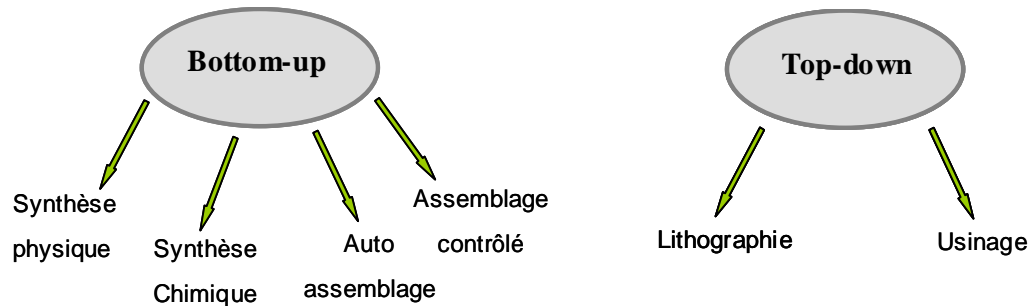 Bottom-up
Synthèse
physique
Synthèse
Chimique
Auto
assemblage
Assemblage
contrôlé
Top-down
Lithographie
Usinage